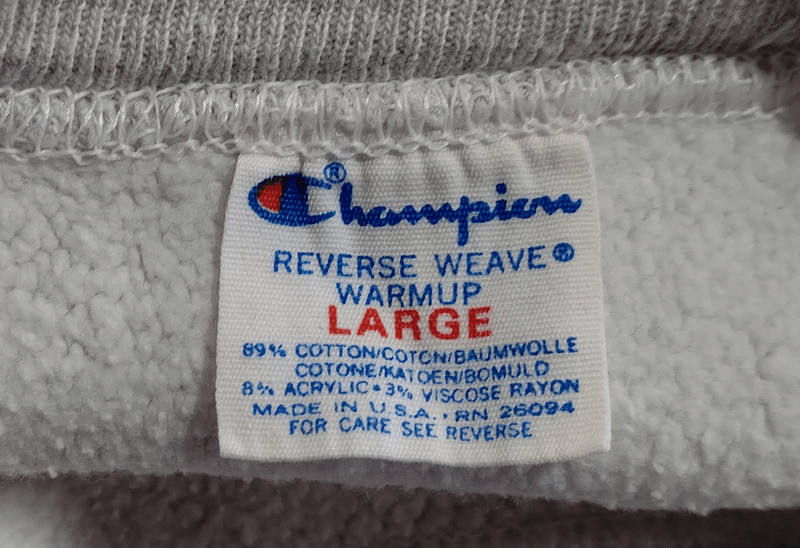 Champion®
REVERSE WEAVE®
WARMUP
LARGE
89% COTTON/COTON/BAUMWOLLE
COTONE/KATOEN/BOMULD
8% ACRYLIC • 3% VISCOSE RAYON
MADE IN U.S.A. • RN 26094
FOR CARE SEE REVERSE